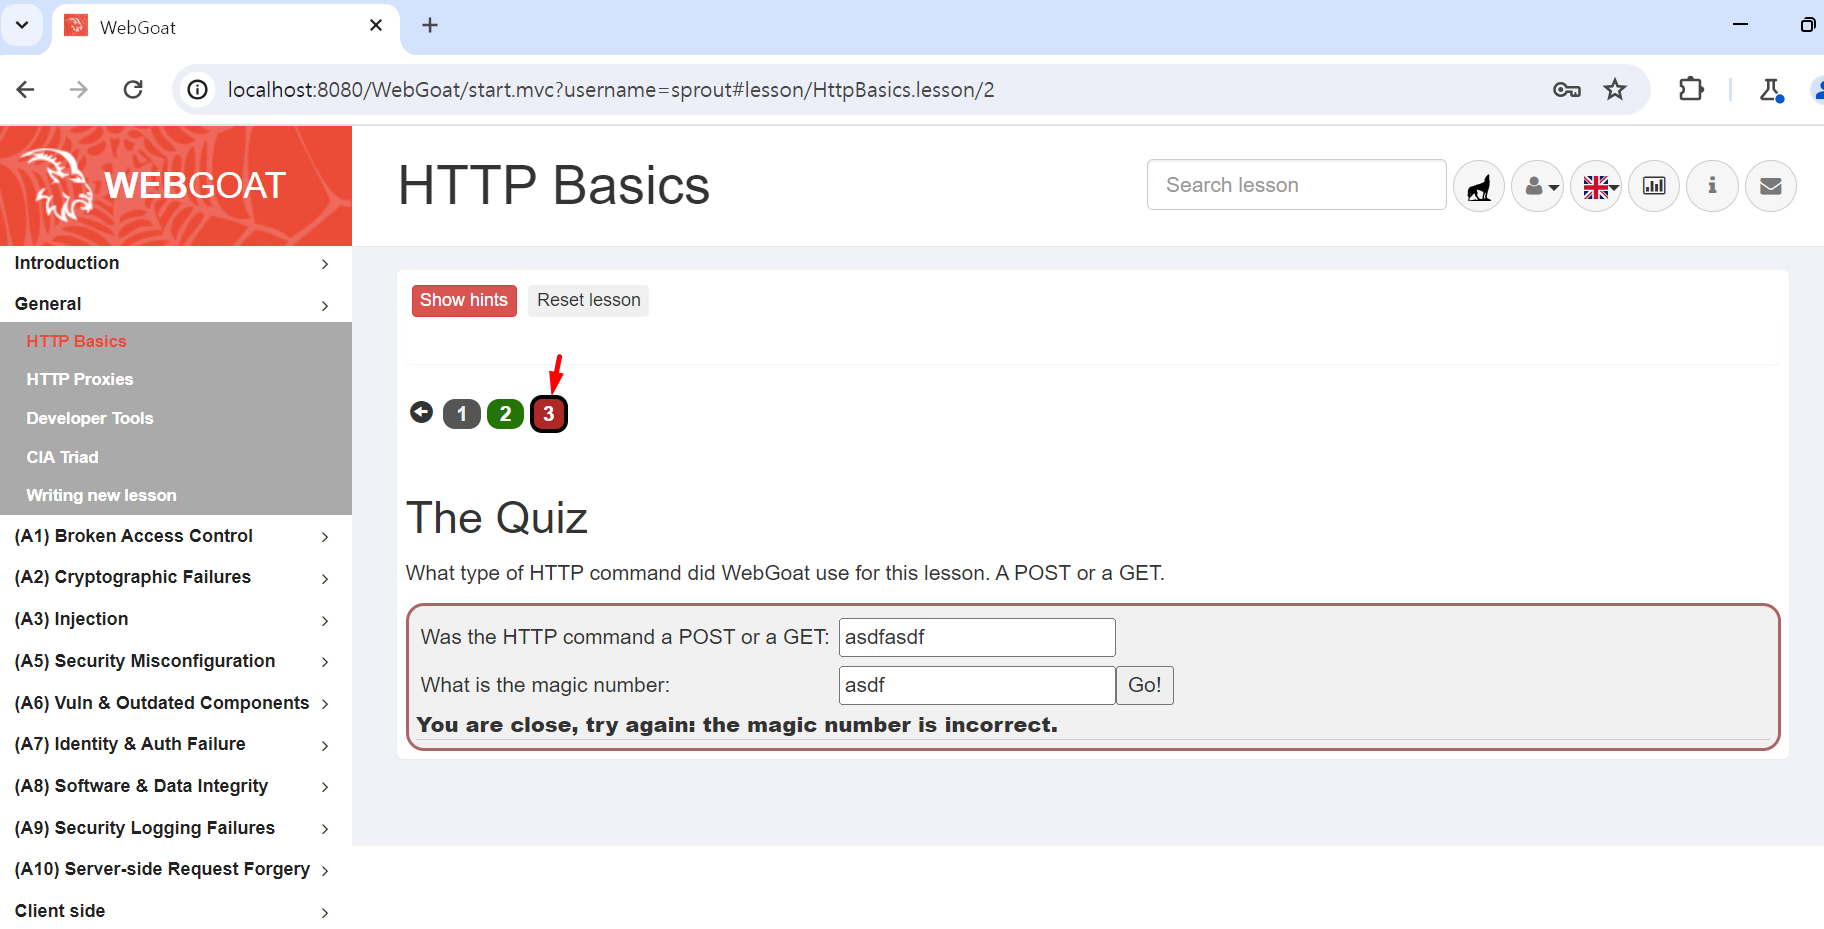 WebGoat
localhost:8080/WebGoat/start.mvc?username=sprout#lesson/HttpBasics.lesson/2
WEBGOAT
HTTP Basics
Search lesson
Introduction
General
HTTP Basics
HTTP Proxies
Developer Tools
CIA Triad
Writing new lesson
(A1) Broken Access Control
(A2) Cryptographic Failures
(A3) Injection
(A5) Security Misconfiguration
(A6) Vuln & Outdated Components
(A7) Identity & Auth Failure
(A8) Software & Data Integrity
(A9) Security Logging Failures
(A10) Server-side Request Forgery
Client side
Show hints Reset lesson
1 2 3
The Quiz
What type of HTTP command did WebGoat use for this lesson. A POST or a GET.
Was the HTTP command a POST or a GET: asdfasdf
What is the magic number: asdf Go!
You are close, try again: the magic number is incorrect.